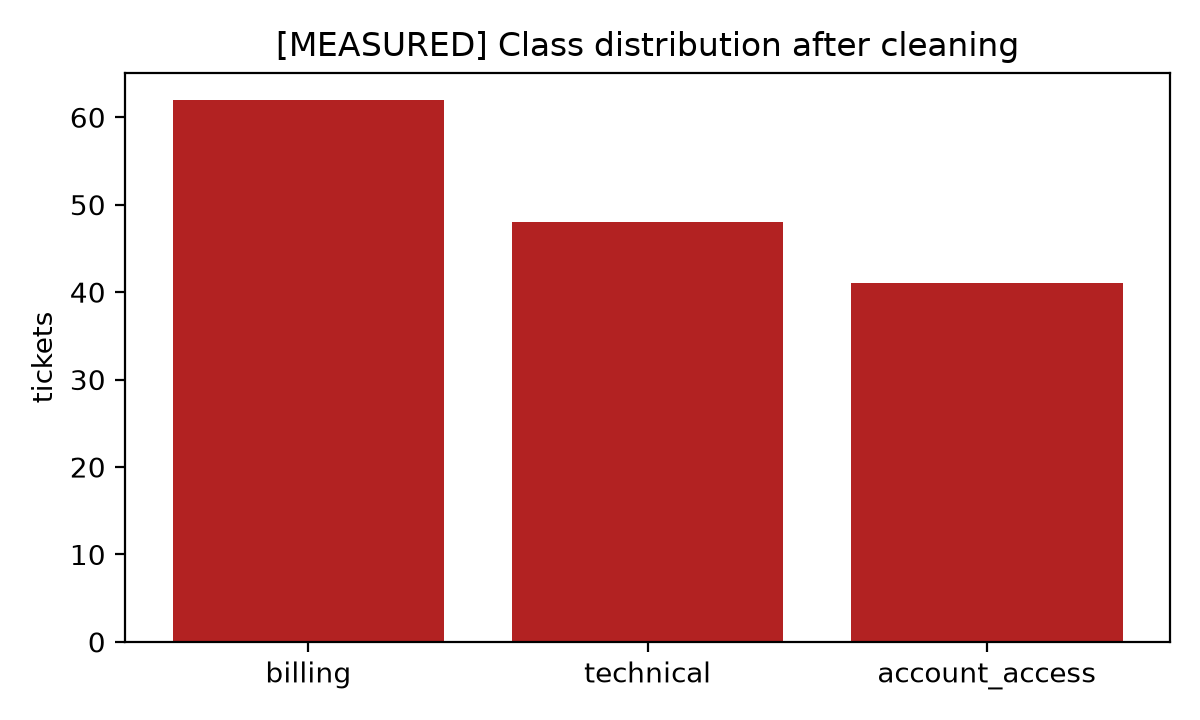 [MEASURED] Class distribution after cleaning
60
50
40
30
20
10
0
tickets
billing
technical
account_access